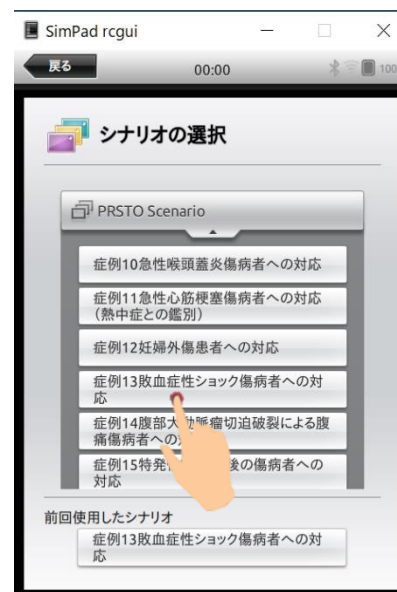 SimPad rcgui
戻る
00:00
100
シナリオの選択
PRSTO Scenario
症例10急性喉頭蓋炎傷病者への対応
症例11急性心筋梗塞傷病者への対応
(熱中症との鑑別)
症例12妊婦外傷患者への対応
症例13敗血症性ショック傷病者への対
応
症例14腹部大動脈瘤切迫破裂による腹
痛傷病者への
症例15特発 後の傷病者への
対応
前回使用したシナリオ
症例13敗血症性ショック傷病者への対
応